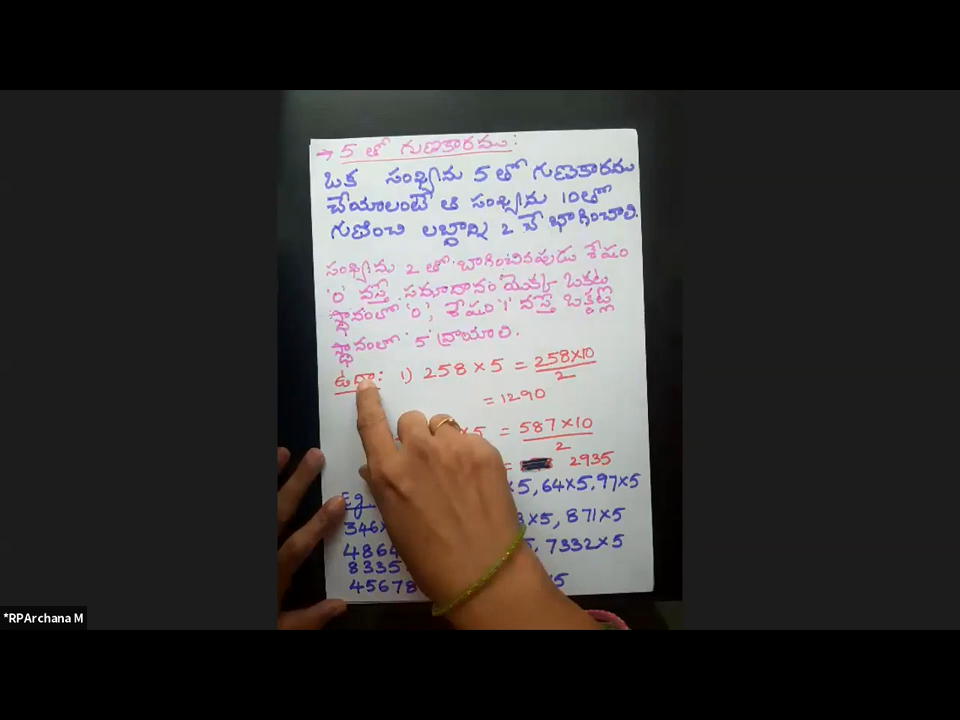 → 5 తో గుణకారము:
ఒక సంఖ్యను 5 తో గుణకారము
చేయాలంటే ఆ సంఖ్యను 10తో
గుణించి లబ్దాన్ని 2 చే భాగించాలి.
సంఖ్యను 2 తో భాగించినపుడు శేషం
'0' వస్తే సమాదానం యొక్క ఒకట్ల
స్థానంలో '0', శేషం '1' వస్తే ఒకట్ల
స్థానంలో '5' వ్రాయాలి.
ఉదా: 1) 258 × 5 = 258×10 / 2
= 1290
×5 = 587 × 10 / 2
= 2935
Eg. ×5, 64×5, 97×5
346× ×5, 871×5
4864 7332×5
8335
45678 ×5
*RPArchana M